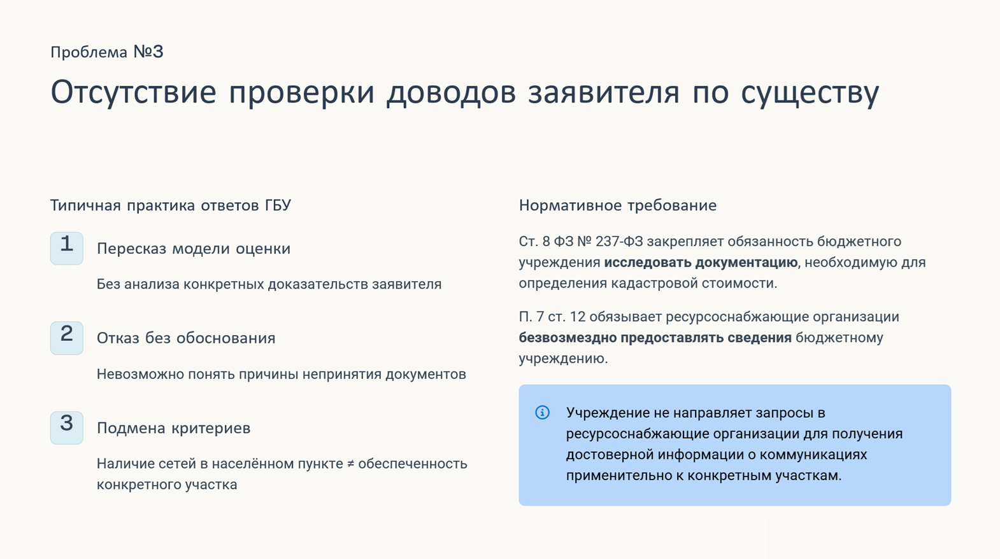 Проблема №3
Отсутствие проверки доводов заявителя по существу
Типичная практика ответов ГБУ
1
Пересказ модели оценки
Без анализа конкретных доказательств заявителя
2
Отказ без обоснования
Невозможно понять причины непринятия документов
3
Подмена критериев
Наличие сетей в населённом пункте ≠ обеспеченность
конкретного участка
Нормативное требование
Ст. 8 ФЗ № 237-ФЗ закрепляет обязанность бюджетного
учреждения исследовать документацию, необходимую для
определения кадастровой стоимости.
П. 7 ст. 12 обязывает ресурсоснабжающие организации
безвозмездно предоставлять сведения бюджетному
учреждению.
Учреждение не направляет запросы в
ресурсоснабжающие организации для получения
достоверной информации о коммуникациях
применительно к конкретным участкам.